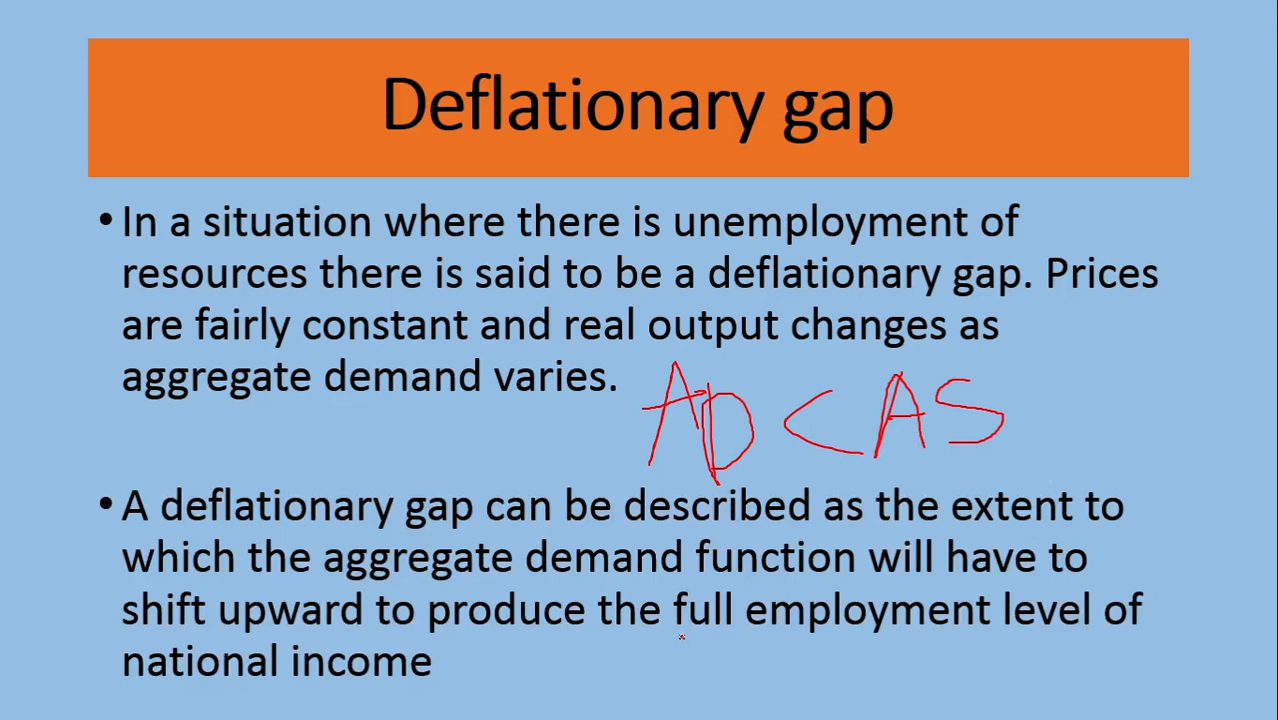 Deflationary gap
• In a situation where there is unemployment of
resources there is said to be a deflationary gap. Prices
are fairly constant and real output changes as
aggregate demand varies.
AD < AS
• A deflationary gap can be described as the extent to
which the aggregate demand function will have to
shift upward to produce the full employment level of
national income